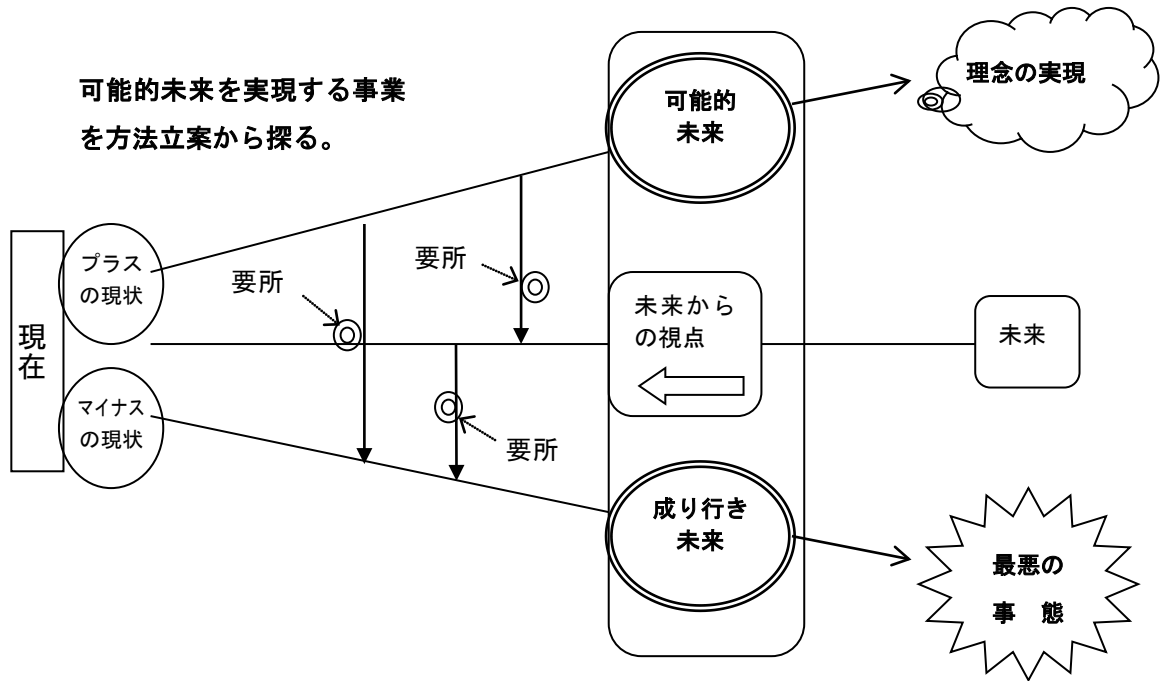 可能的未来を実現する事業
を方法立案から探る。
可能的
未来
理念の実現
プラス
の現状
要所
要所
現在
未来から
の視点
未来
マイナス
の現状
要所
成り行き
未来
最悪の
事　態